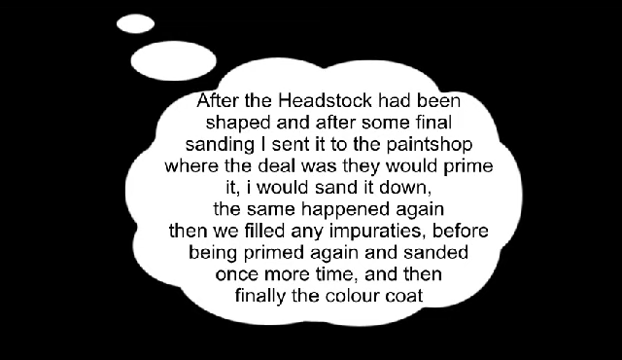 After the Headstock had been
shaped and after some final
sanding I sent it to the paintshop
where the deal was they would prime
it, i would sand it down,
the same happened again
then we filled any impuraties, before
being primed again and sanded
once more time, and then
finally the colour coat